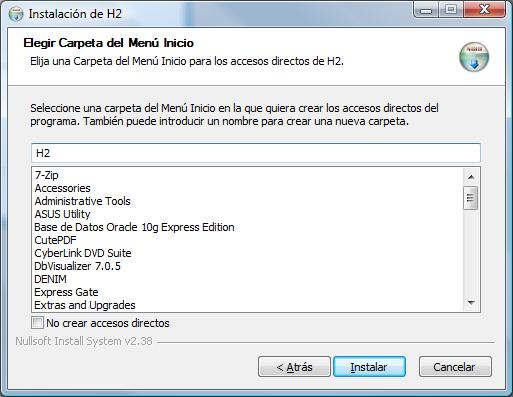 Instalación de H2
Elegir Carpeta del Menú Inicio
Elija una Carpeta del Menú Inicio para los accesos directos de H2.
Seleccione una carpeta del Menú Inicio en la que quiera crear los accesos directos del
programa. También puede introducir un nombre para crear una nueva carpeta.
H2
7-Zip
Accessories
Administrative Tools
ASUS Utility
Base de Datos Oracle 10g Express Edition
CutePDF
CyberLink DVD Suite
DbVisualizer 7.0.5
DENIM
Express Gate
Extras and Upgrades
No crear accesos directos
Nullsoft Install System v2.38
< Atrás
Instalar
Cancelar